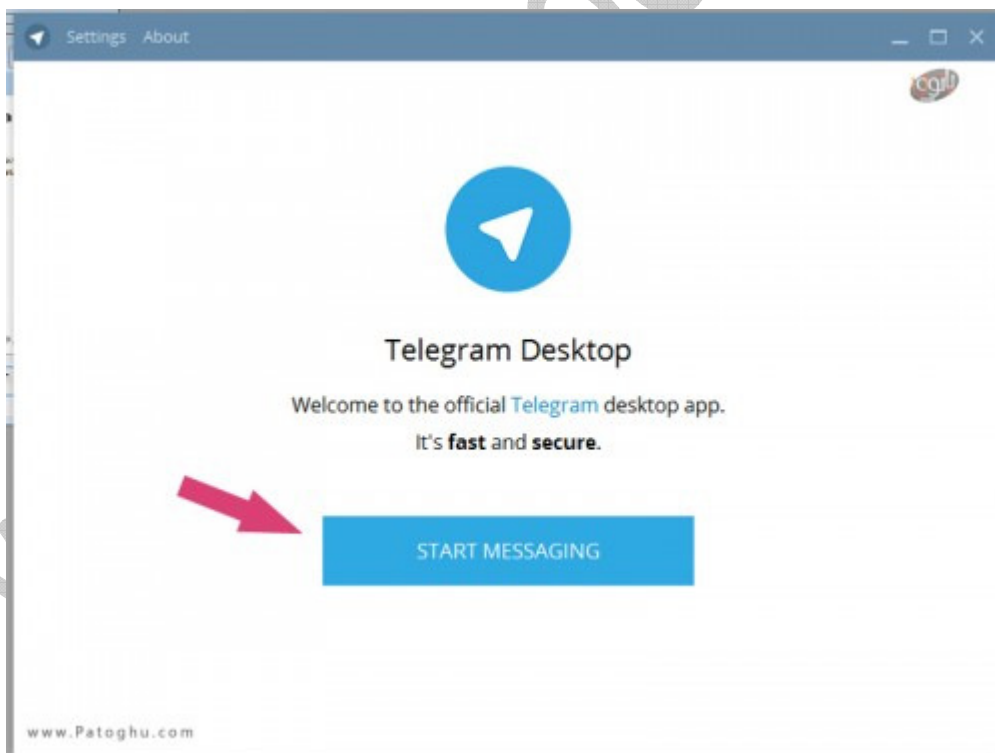 Settings About
Telegram Desktop
Welcome to the official Telegram desktop app.
It's fast and secure.
START MESSAGING
www.Patoghu.com